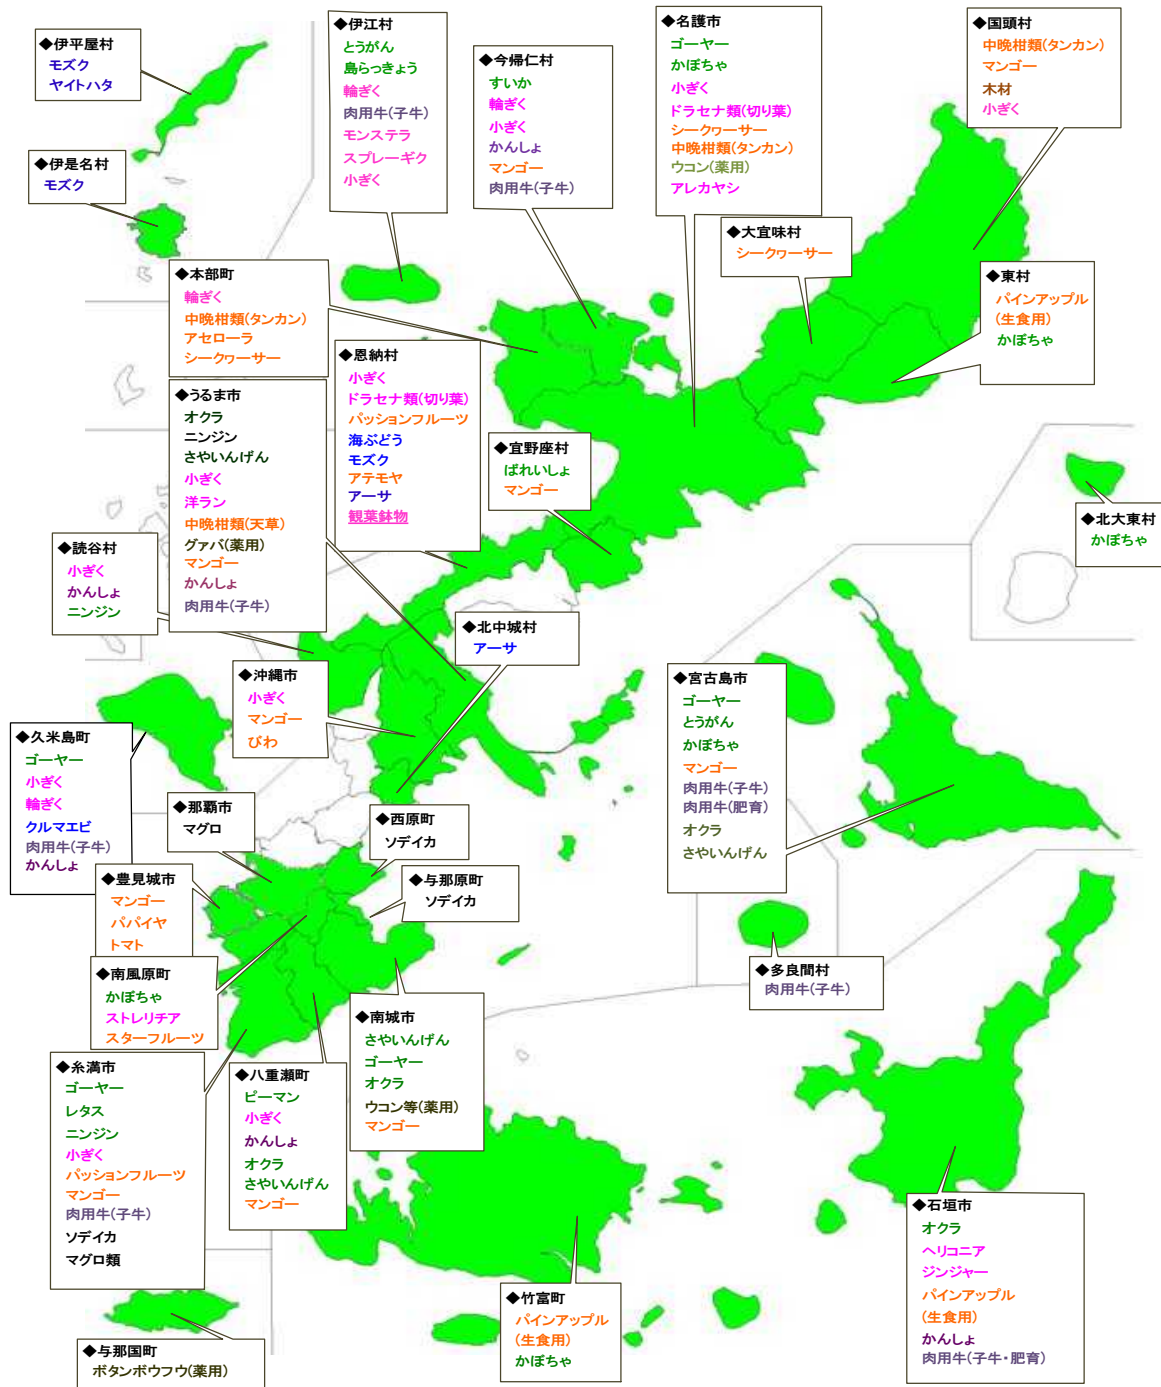 ◆伊平屋村
モズク
ヤイトハタ
◆伊是名村
モズク
◆伊江村
とうがん
島らっきょう
輪ぎく
肉用牛(子牛)
モンステラ
スプレーギク
小ぎく
◆今帰仁村
すいか
輪ぎく
小ぎく
かんしょ
マンゴー
肉用牛(子牛)
◆名護市
ゴーヤー
かぼちゃ
小ぎく
ドラセナ類(切り葉)
シークヮーサー
中晩柑類(タンカン)
ウコン(薬用)
アレカヤシ
◆国頭村
中晩柑類(タンカン)
マンゴー
木材
小ぎく
◆大宜味村
シークヮーサー
◆東村
パインアップル
(生食用)
かぼちゃ
◆本部町
輪ぎく
中晩柑類(タンカン)
アセローラ
シークヮーサー
◆恩納村
小ぎく
ドラセナ類(切り葉)
パッションフルーツ
海ぶどう
モズク
アテモヤ
アーサ
観葉鉢物
◆うるま市
オクラ
ニンジン
さやいんげん
小ぎく
洋ラン
中晩柑類(天草)
グァバ(薬用)
マンゴー
かんしょ
肉用牛(子牛)
◆宜野座村
ばれいしょ
マンゴー
◆北大東村
かぼちゃ
◆読谷村
小ぎく
かんしょ
ニンジン
◆北中城村
アーサ
◆沖縄市
小ぎく
マンゴー
びわ
◆宮古島市
ゴーヤー
とうがん
かぼちゃ
マンゴー
肉用牛(子牛)
肉用牛(肥育)
オクラ
さやいんげん
◆久米島町
ゴーヤー
小ぎく
輪ぎく
クルマエビ
肉用牛(子牛)
かんしょ
◆那覇市
マグロ
◆西原町
ソデイカ
◆与那原町
ソデイカ
◆豊見城市
マンゴー
パパイヤ
トマト
◆南風原町
かぼちゃ
ストレリチア
スターフルーツ
◆多良間村
肉用牛(子牛)
◆南城市
さやいんげん
ゴーヤー
オクラ
ウコン等(薬用)
マンゴー
◆糸満市
ゴーヤー
レタス
ニンジン
小ぎく
パッションフルーツ
マンゴー
肉用牛(子牛)
ソデイカ
マグロ類
◆八重瀬町
ピーマン
小ぎく
かんしょ
オクラ
さやいんげん
マンゴー
◆石垣市
オクラ
ヘリコニア
ジンジャー
パインアップル
(生食用)
かんしょ
肉用牛(子牛・肥育)
◆竹富町
パインアップル
(生食用)
かぼちゃ
◆与那国町
ボタンボウフウ(薬用)